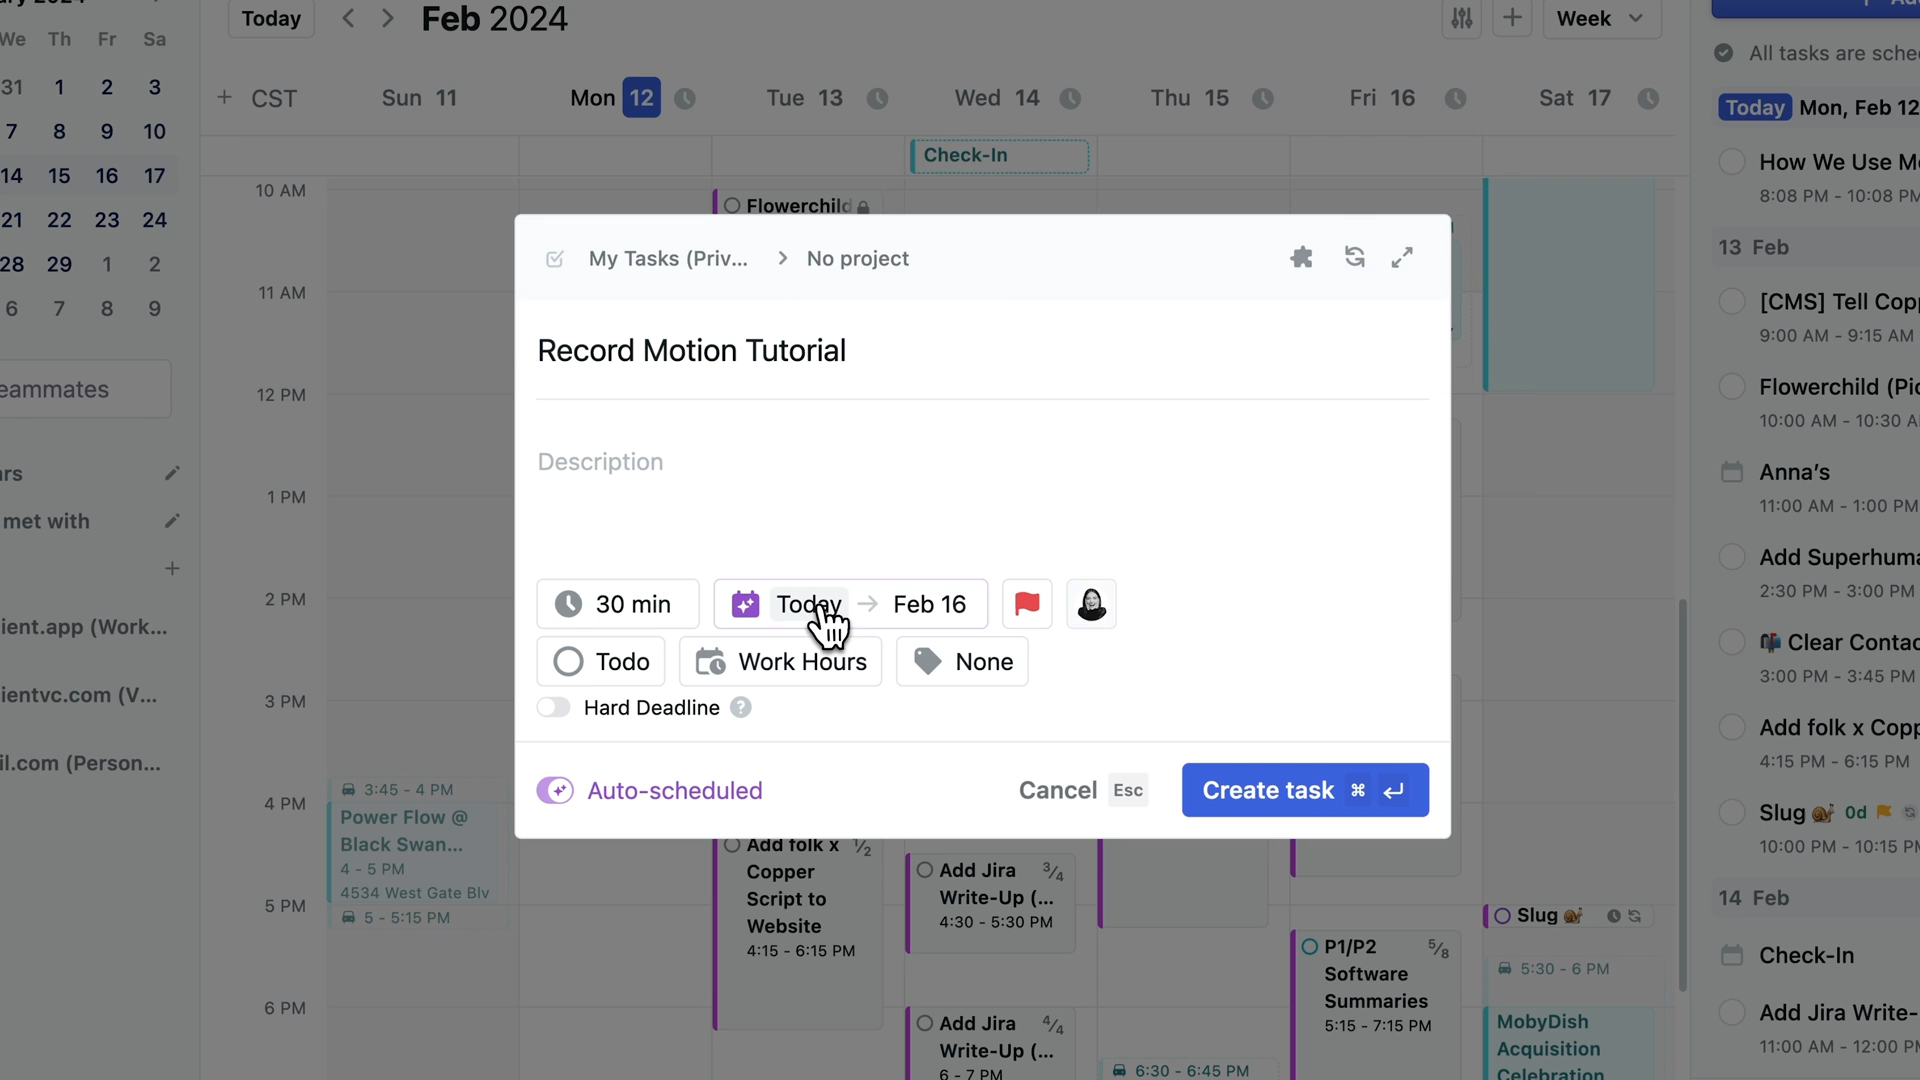 Today
Feb 2024
Week
We Th Fr Sa
31 1 2 3
7 8 9 10
14 15 16 17
21 22 23 24
28 29 1 2
6 7 8 9
eammates
met with
ient.app (Work...
ientvc.com (V...
il.com (Person...
CST
Sun 11
Mon 12
Tue 13
Wed 14
Thu 15
Fri 16
Sat 17
Check-In
10 AM
11 AM
12 PM
1 PM
2 PM
3 PM
4 PM
5 PM
6 PM
Flowerchild
My Tasks (Priv... > No project
Record Motion Tutorial
Description
30 min
Today → Feb 16
Todo
Work Hours
None
Hard Deadline ?
Auto-scheduled
Cancel Esc
Create task ⌘ ↵
3:45 - 4 PM
Power Flow @
Black Swan...
4 - 5 PM
4534 West Gate Blv
5 - 5:15 PM
Add folk x ½
Copper
Script to
Website
4:15 - 6:15 PM
Add Jira ¾
Write-Up (...
4:30 - 5:30 PM
Add Jira 4/4
Write-Up (...
6 - 7 PM
6:30 - 6:45 PM
P1/P2 ⅝
Software
Summaries
5:15 - 7:15 PM
Slug 🐌
5:30 - 6 PM
MobyDish
Acquisition
Celebration
All tasks are sche
Today Mon, Feb 12
How We Use M
8:08 PM - 10:08 PM
13 Feb
[CMS] Tell Cop
9:00 AM - 9:15 AM
Flowerchild (Pic
10:00 AM - 10:30 A
Anna's
11:00 AM - 1:00 PM
Add Superhuma
2:30 PM - 3:00 PM
📬 Clear Contac
3:00 PM - 3:45 PM
Add folk x Copp
4:15 PM - 6:15 PM
Slug 🐌 0d
10:00 PM - 10:15 PM
14 Feb
Check-In
Add Jira Write-
11:00 AM - 12:00 PM